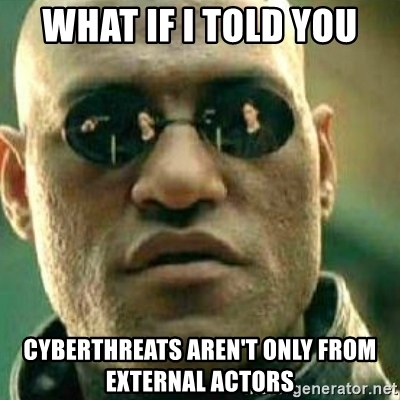 WHAT IF I TOLD YOU
CYBERTHREATS AREN'T ONLY FROM
EXTERNAL ACTORS
generator.net